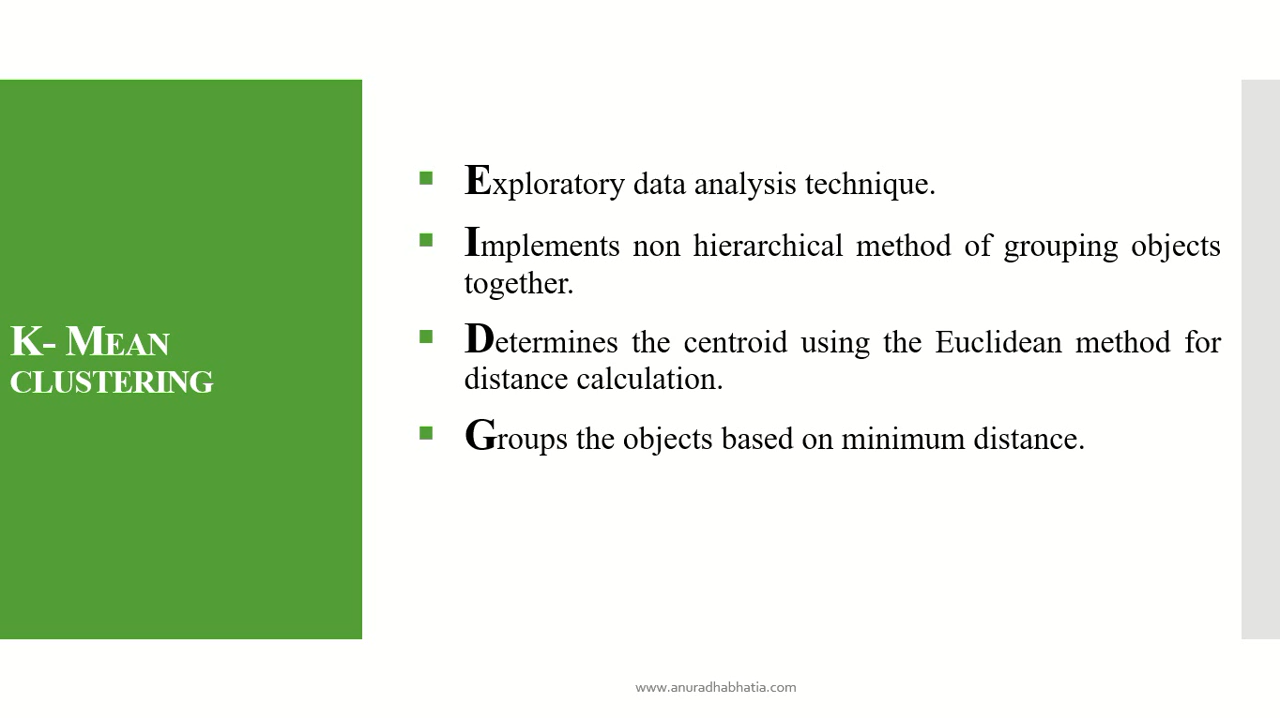 K- MEAN
CLUSTERING
▪ Exploratory data analysis technique.
▪ Implements non hierarchical method of grouping objects
together.
▪ Determines the centroid using the Euclidean method for
distance calculation.
▪ Groups the objects based on minimum distance.
www.anuradhabhatia.com